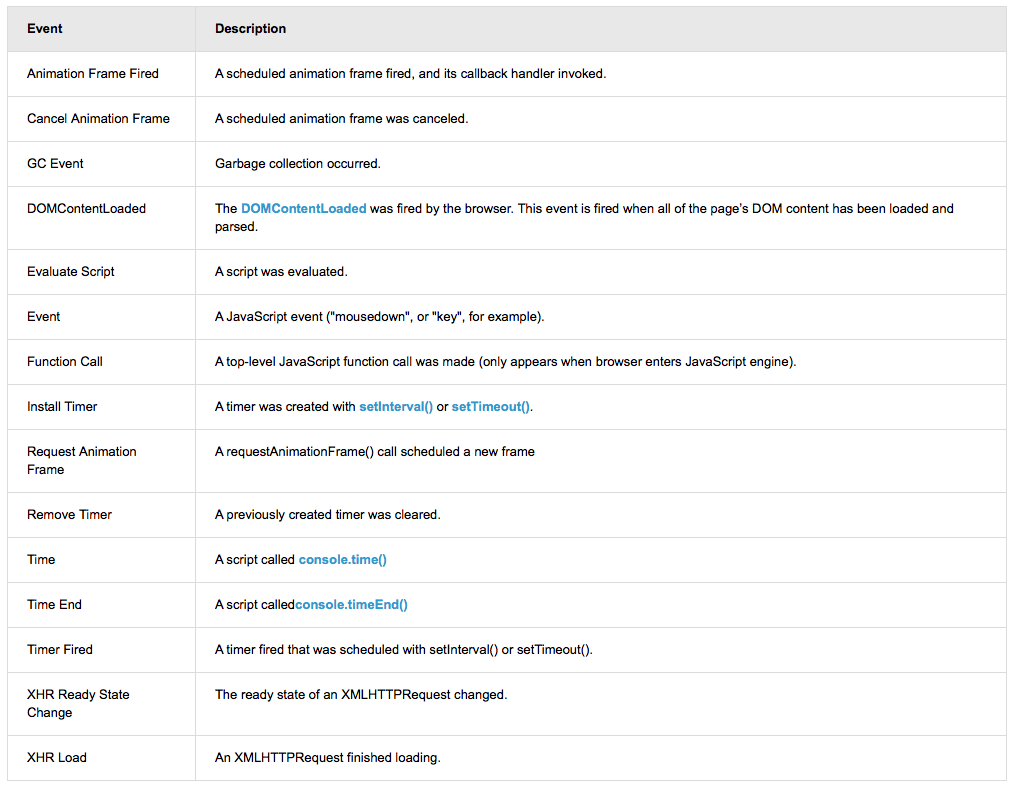 Event Description
Animation Frame Fired A scheduled animation frame fired, and its callback handler invoked.
Cancel Animation Frame A scheduled animation frame was canceled.
GC Event Garbage collection occurred.
DOMContentLoaded The DOMContentLoaded was fired by the browser. This event is fired when all of the page's DOM content has been loaded and
parsed.
Evaluate Script A script was evaluated.
Event A JavaScript event ("mousedown", or "key", for example).
Function Call A top-level JavaScript function call was made (only appears when browser enters JavaScript engine).
Install Timer A timer was created with setInterval() or setTimeout().
Request Animation A requestAnimationFrame() call scheduled a new frame
Frame
Remove Timer A previously created timer was cleared.
Time A script called console.time()
Time End A script calledconsole.timeEnd()
Timer Fired A timer fired that was scheduled with setInterval() or setTimeout().
XHR Ready State The ready state of an XMLHTTPRequest changed.
Change
XHR Load An XMLHTTPRequest finished loading.